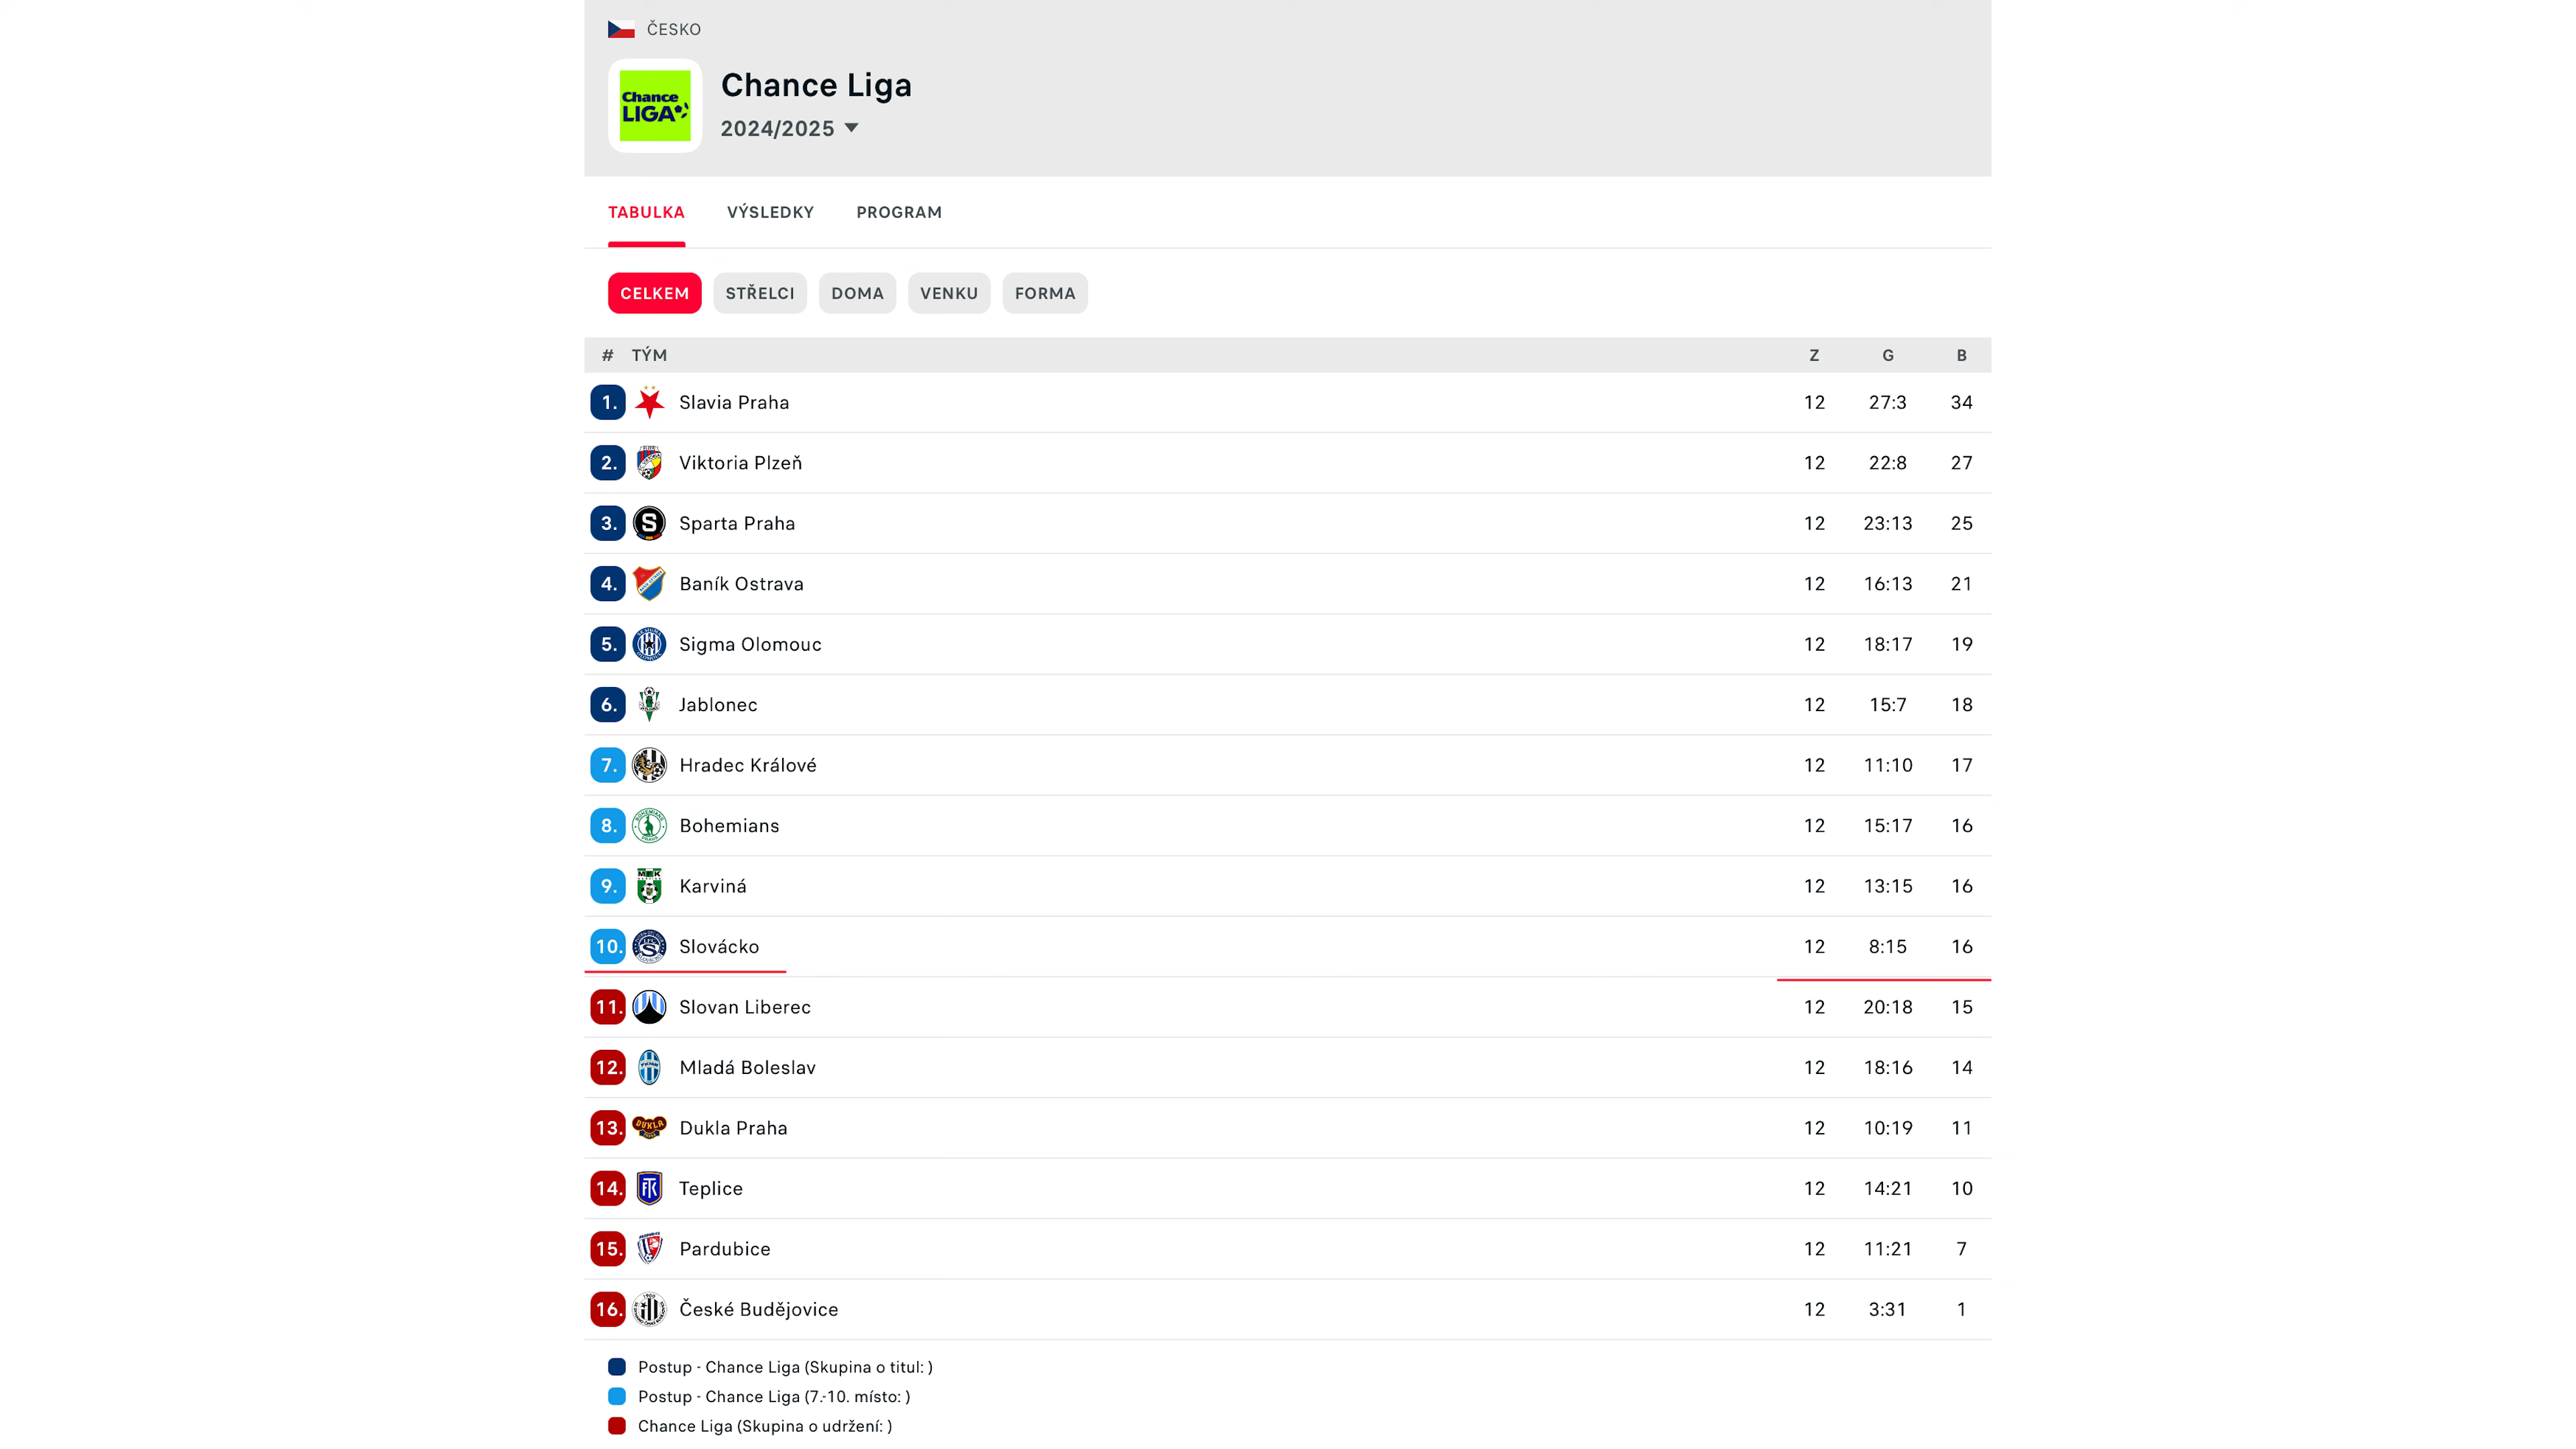 ČESKO
Chance
LIGA
Chance Liga
2024/2025
TABULKA VÝSLEDKY PROGRAM
CELKEM STŘELCI DOMA VENKU FORMA
# TÝM Z G B
1. Slavia Praha 12 27:3 34
2. Viktoria Plzeň 12 22:8 27
3. Sparta Praha 12 23:13 25
4. Baník Ostrava 12 16:13 21
5. Sigma Olomouc 12 18:17 19
6. Jablonec 12 15:7 18
7. Hradec Králové 12 11:10 17
8. Bohemians 12 15:17 16
9. Karviná 12 13:15 16
10. Slovácko 12 8:15 16
11. Slovan Liberec 12 20:18 15
12. Mladá Boleslav 12 18:16 14
13. DUKLA Dukla Praha 12 10:19 11
14. Teplice 12 14:21 10
15. Pardubice 12 11:21 7
16. České Budějovice 12 3:31 1
Postup - Chance Liga (Skupina o titul: )
Postup - Chance Liga (7.-10. místo: )
Chance Liga (Skupina o udržení: )